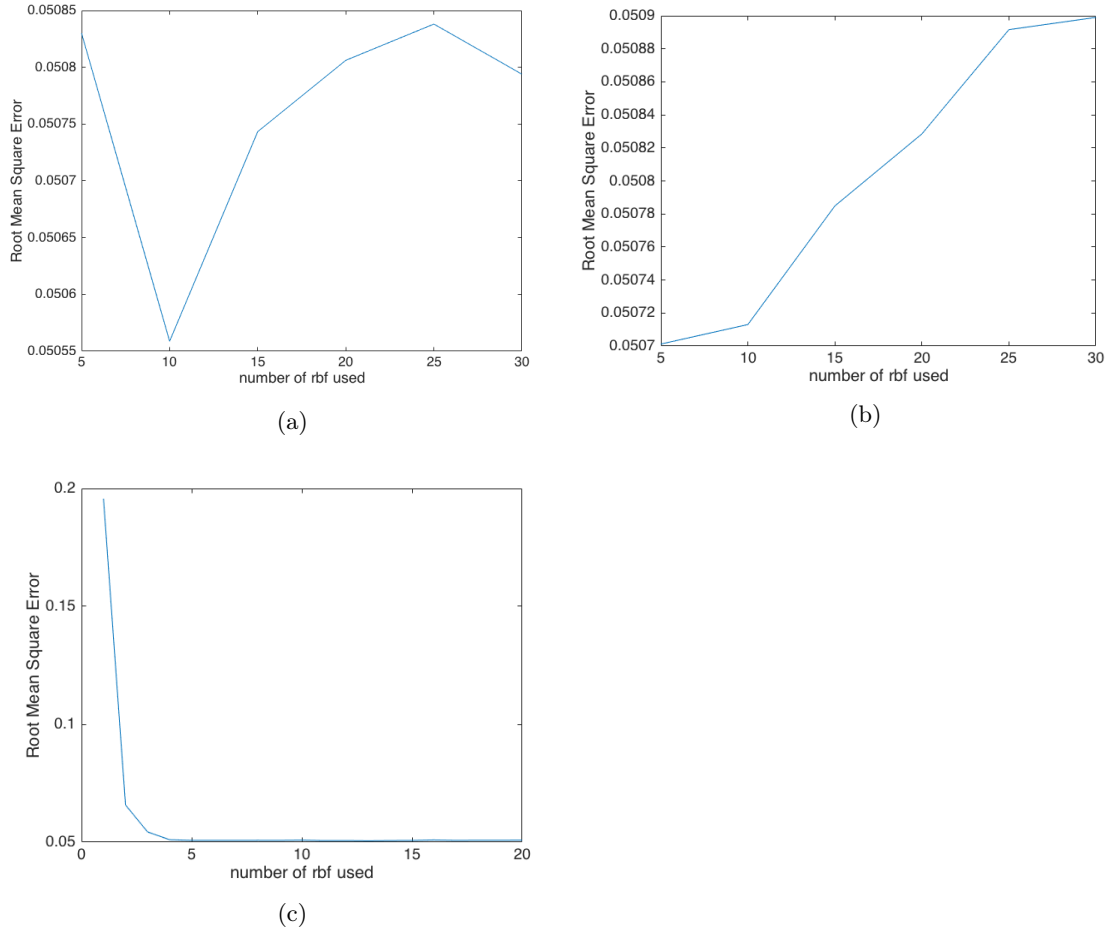 0.05085
0.0508
0.05075
0.0507
0.05065
0.0506
0.05055
Root Mean Square Error
5 10 15 20 25 30
number of rbf used
(a)
0.0509
0.05088
0.05086
0.05084
0.05082
0.0508
0.05078
0.05076
0.05074
0.05072
0.0507
Root Mean Square Error
5 10 15 20 25 30
number of rbf used
(b)
0.2
0.15
0.1
0.05
Root Mean Square Error
0 5 10 15 20
number of rbf used
(c)